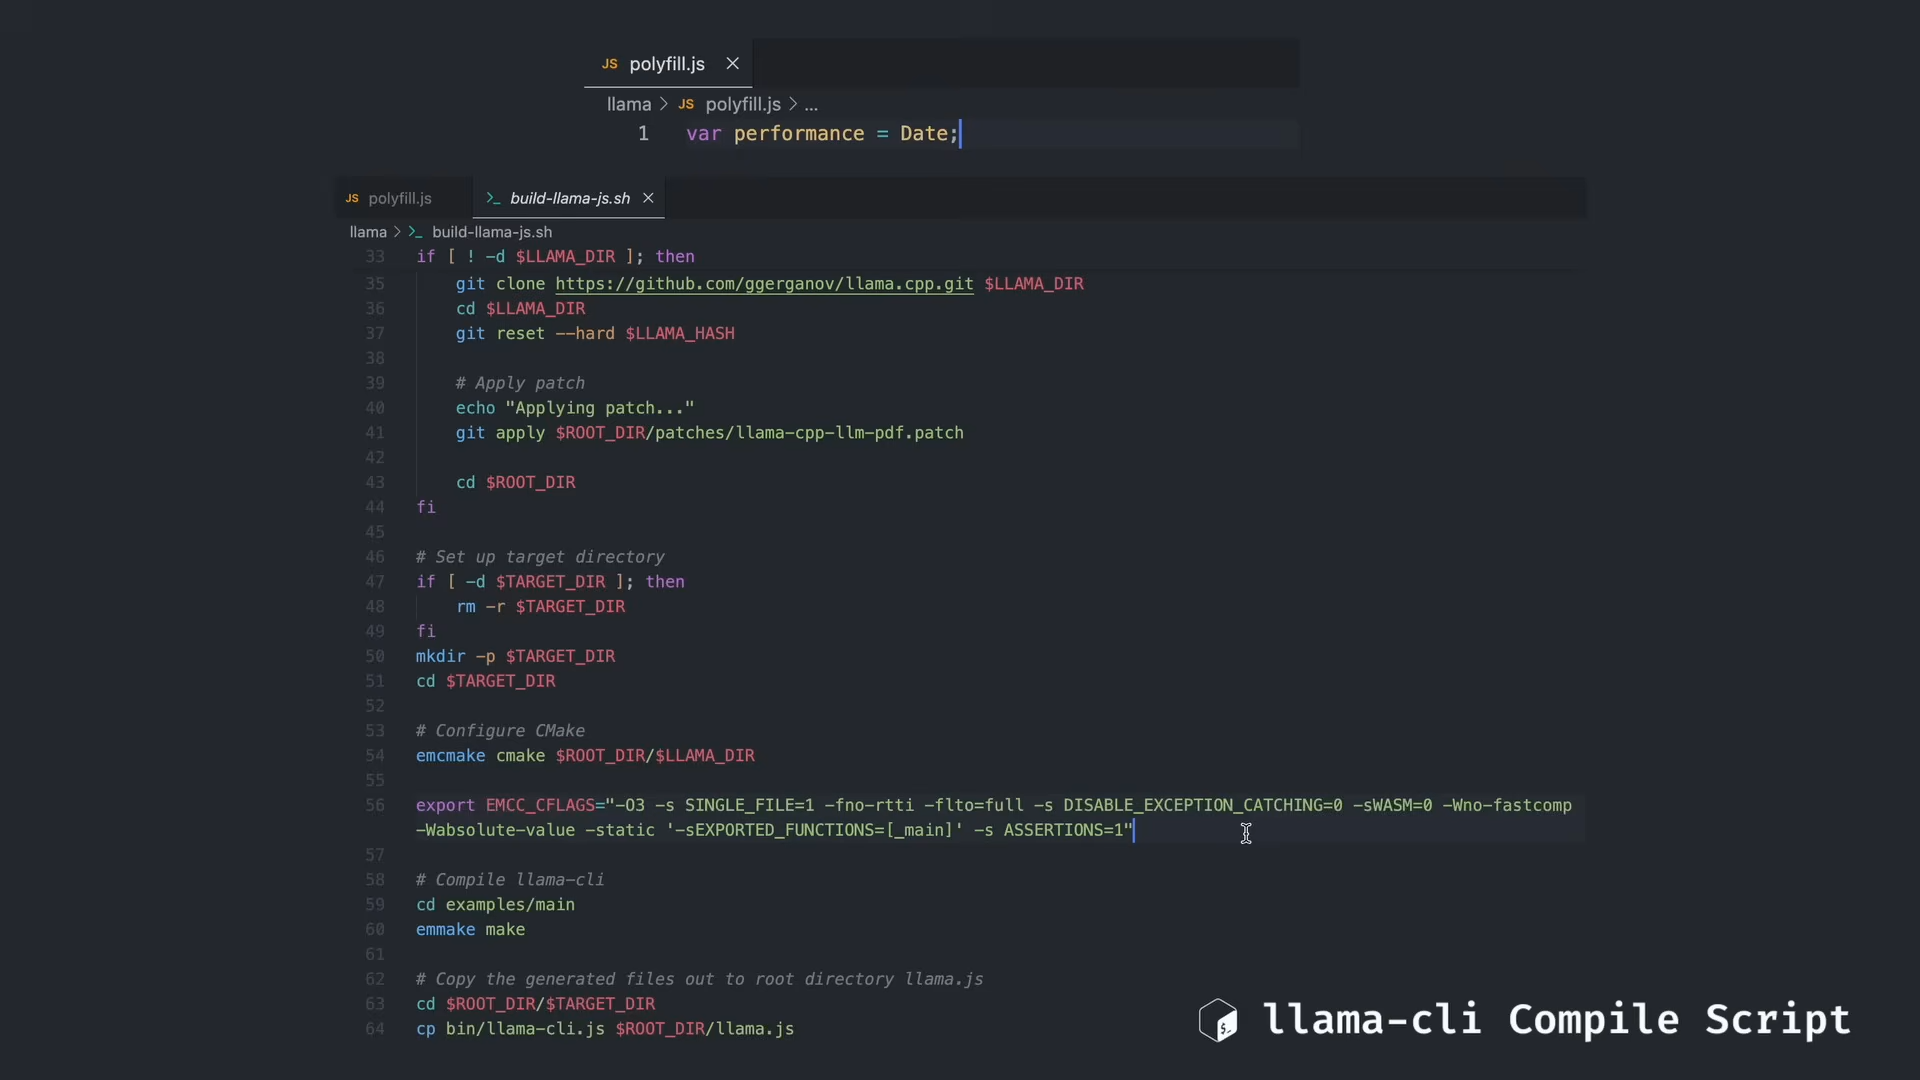 JS polyfill.js
llama > JS polyfill.js > ...
1 var performance = Date;
JS polyfill.js >_ build-llama-js.sh
llama > >_ build-llama-js.sh
33 if [ ! -d $LLAMA_DIR ]; then
35 git clone https://github.com/ggerganov/llama.cpp.git $LLAMA_DIR
36 cd $LLAMA_DIR
37 git reset --hard $LLAMA_HASH
38
39 # Apply patch
40 echo "Applying patch..."
41 git apply $ROOT_DIR/patches/llama-cpp-llm-pdf.patch
42
43 cd $ROOT_DIR
44 fi
45
46 # Set up target directory
47 if [ -d $TARGET_DIR ]; then
48 rm -r $TARGET_DIR
49 fi
50 mkdir -p $TARGET_DIR
51 cd $TARGET_DIR
52
53 # Configure CMake
54 emcmake cmake $ROOT_DIR/$LLAMA_DIR
55
56 export EMCC_CFLAGS="-O3 -s SINGLE_FILE=1 -fno-rtti -flto=full -s DISABLE_EXCEPTION_CATCHING=0 -sWASM=0 -Wno-fastcomp
-Wabsolute-value -static '-sEXPORTED_FUNCTIONS=[_main]' -s ASSERTIONS=1"
57
58 # Compile llama-cli
59 cd examples/main
60 emmake make
61
62 # Copy the generated files out to root directory llama.js
63 cd $ROOT_DIR/$TARGET_DIR
64 cp bin/llama-cli.js $ROOT_DIR/llama.js
llama-cli Compile Script